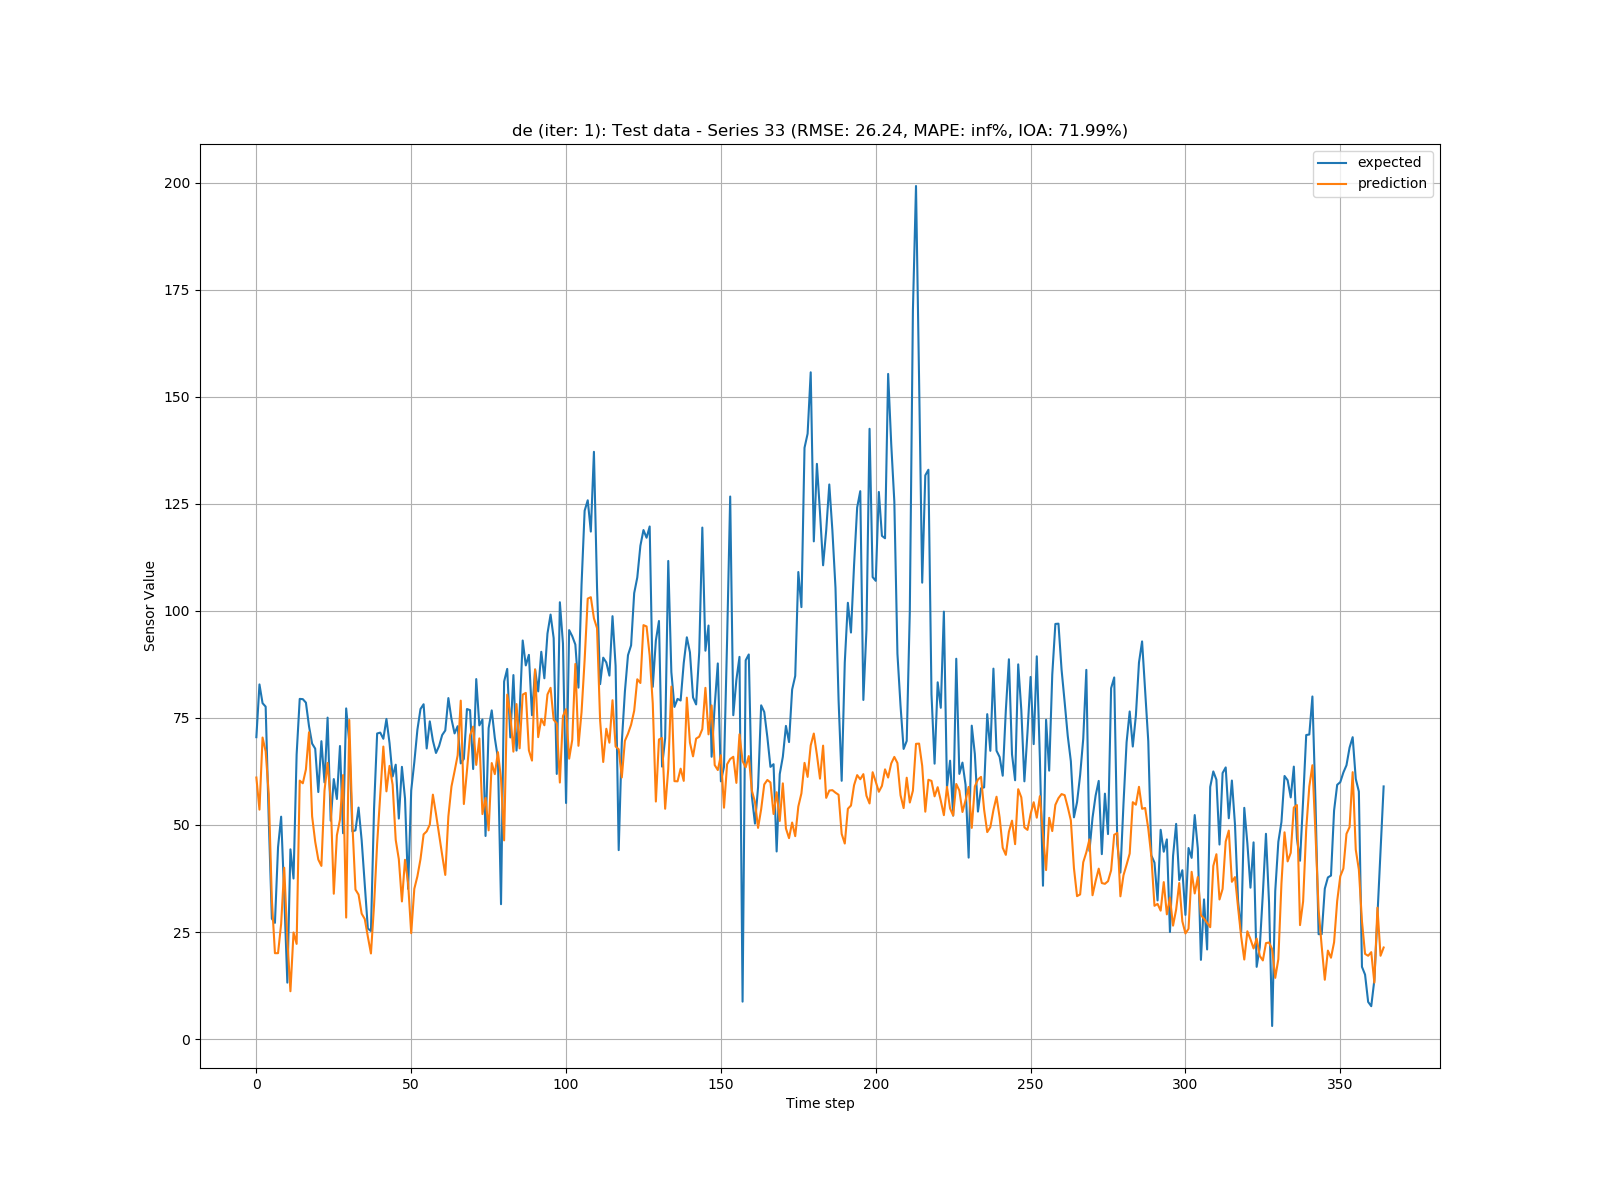 de (iter: 1): Test data - Series 33 (RMSE: 26.24, MAPE: inf%, IOA: 71.99%)
expected
prediction
200
175
150
125
100
75
50
25
0
Sensor Value
0 50 100 150 200 250 300 350
Time step